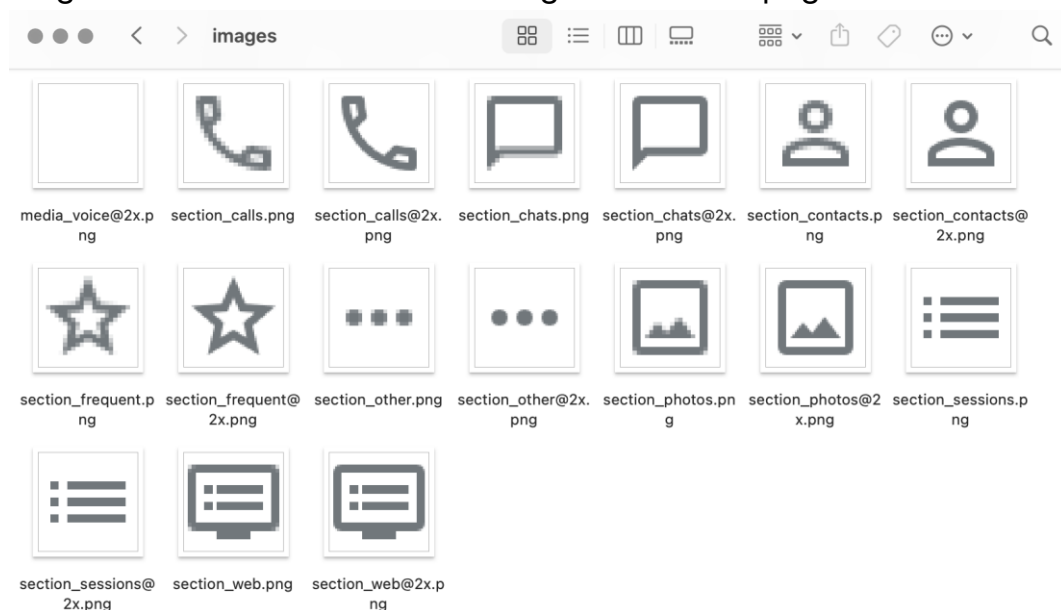 images
media_voice@2x.p
ng
section_calls.png
section_calls@2x.
png
section_chats.png
section_chats@2x.
png
section_contacts.p
ng
section_contacts@
2x.png
section_frequent.p
ng
section_frequent@
2x.png
section_other.png
section_other@2x.
png
section_photos.pn
g
section_photos@2
x.png
section_sessions.p
ng
section_sessions@
2x.png
section_web.png
section_web@2x.p
ng